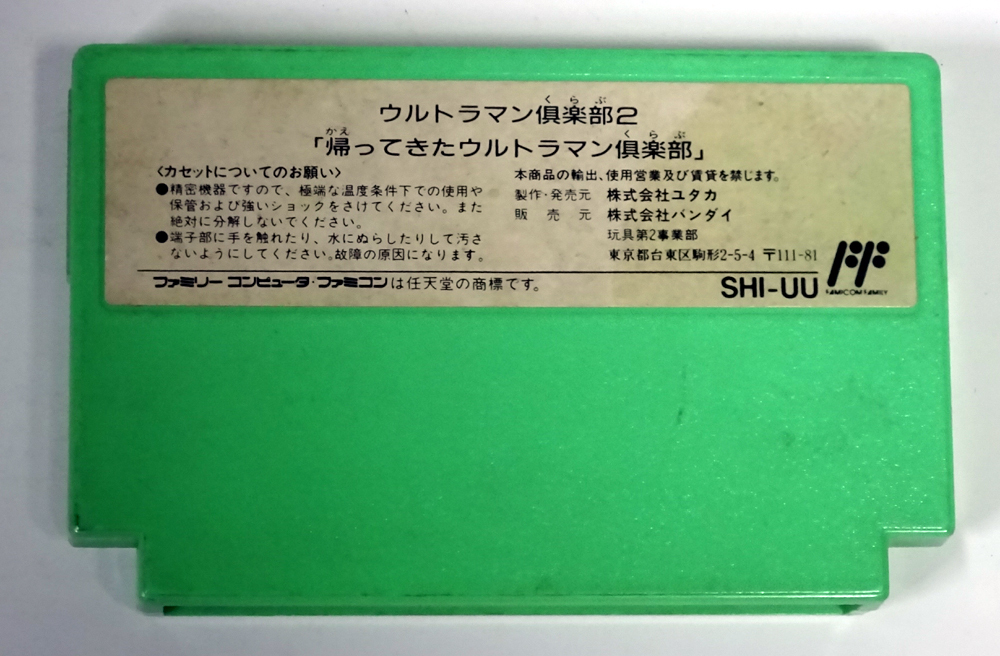 ウルトラマン倶楽部2
くらぶ
「帰ってきたウルトラマン倶楽部」
かえ
くらぶ
〈カセットについてのお願い〉
●精密機器ですので、極端な温度条件下での使用や
保管および強いショックをさけてください。また
絶対に分解しないでください。
●端子部に手を触れたり、水にぬらしたりして汚さ
ないようにしてください。故障の原因になります。
本商品の輸出、使用営業及び賃貸を禁じます。
製作・発売元 株式会社ユタカ
販売元 株式会社バンダイ
玩具第2事業部
東京都台東区駒形2-5-4 〒111-81
ファミリーコンピュータ・ファミコンは任天堂の商標です。
SHI-UU
FAMICOM FAMILY